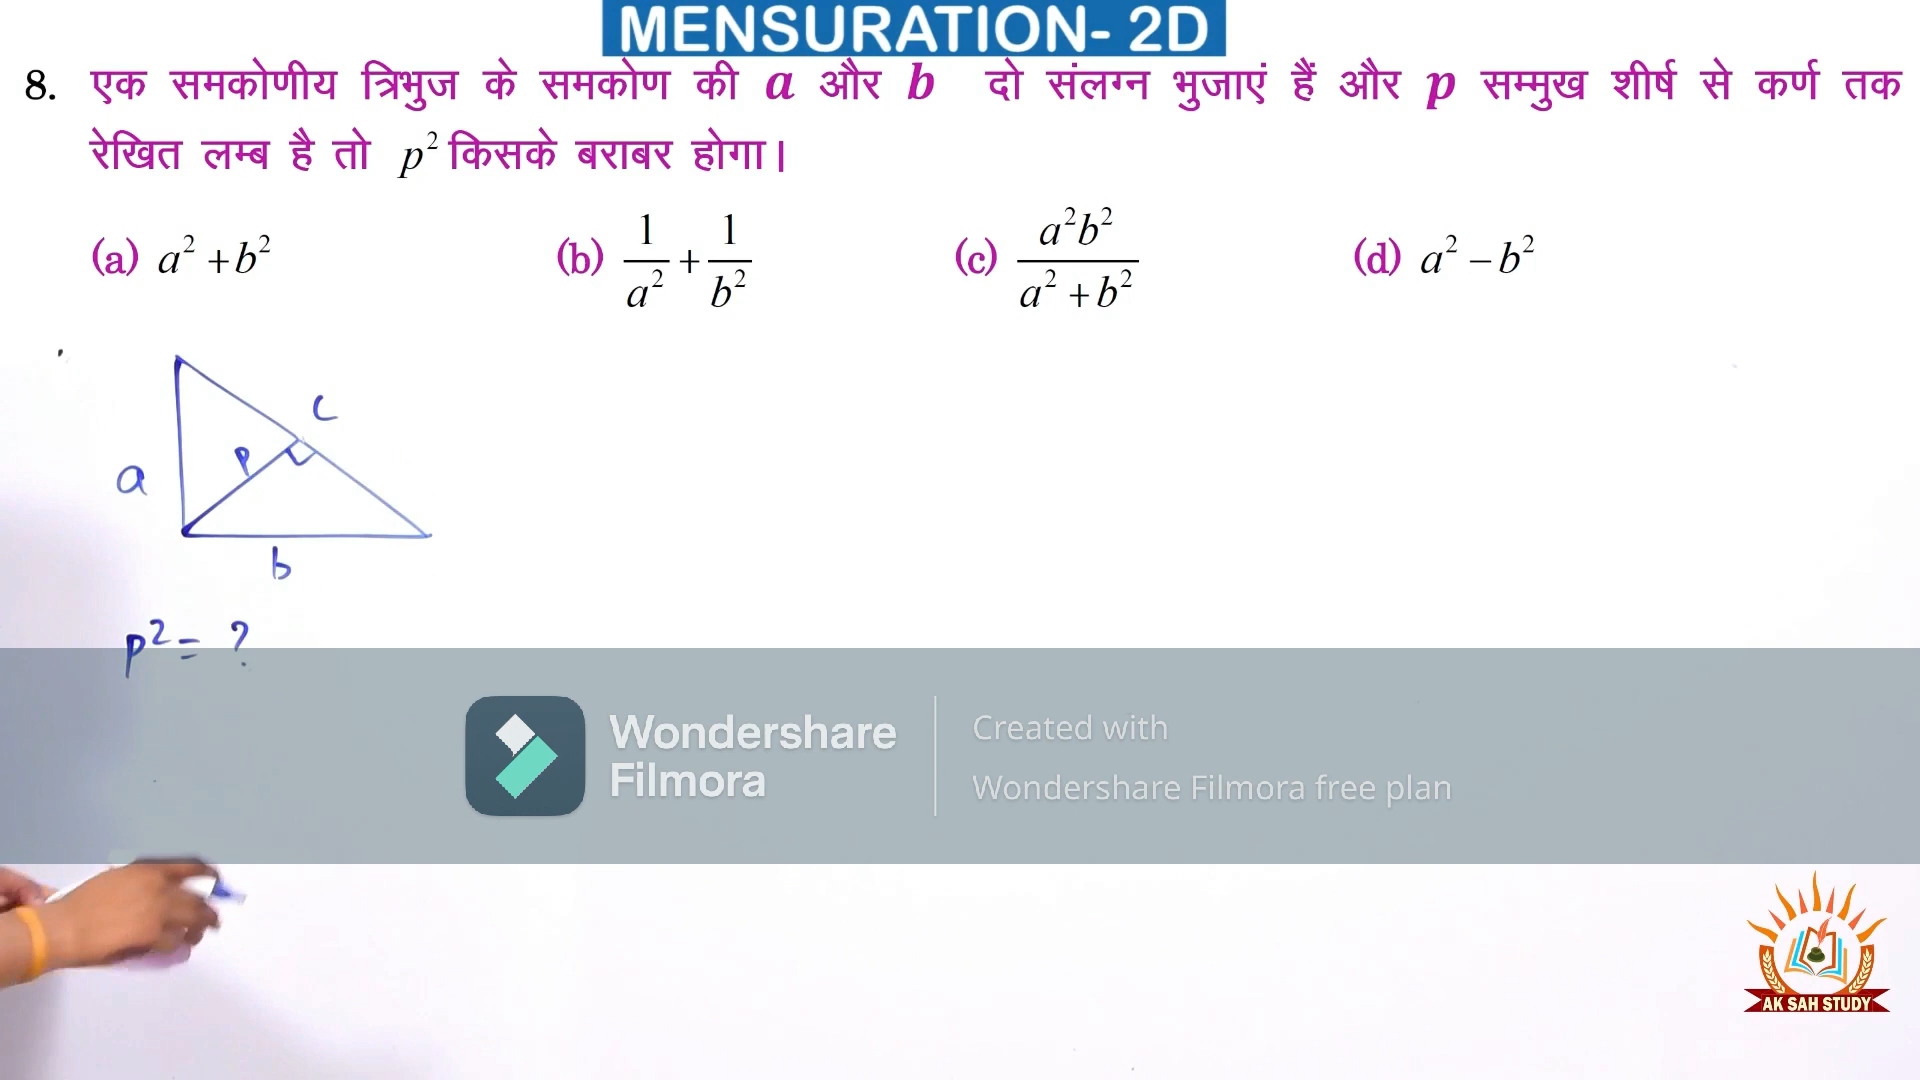 MENSURATION- 2D
8. एक समकोणीय त्रिभुज के समकोण की a और b दो संलग्न भुजाएं हैं और p सम्मुख शीर्ष से कर्ण तक
रेखित लम्ब है तो p² किसके बराबर होगा।
(a) a² + b² (b) 1/a² + 1/b² (c) a²b²/(a² + b²) (d) a² − b²
c
p
a
b
p² = ?
Wondershare
Filmora
Created with
Wondershare Filmora free plan
AK SAH STUDY